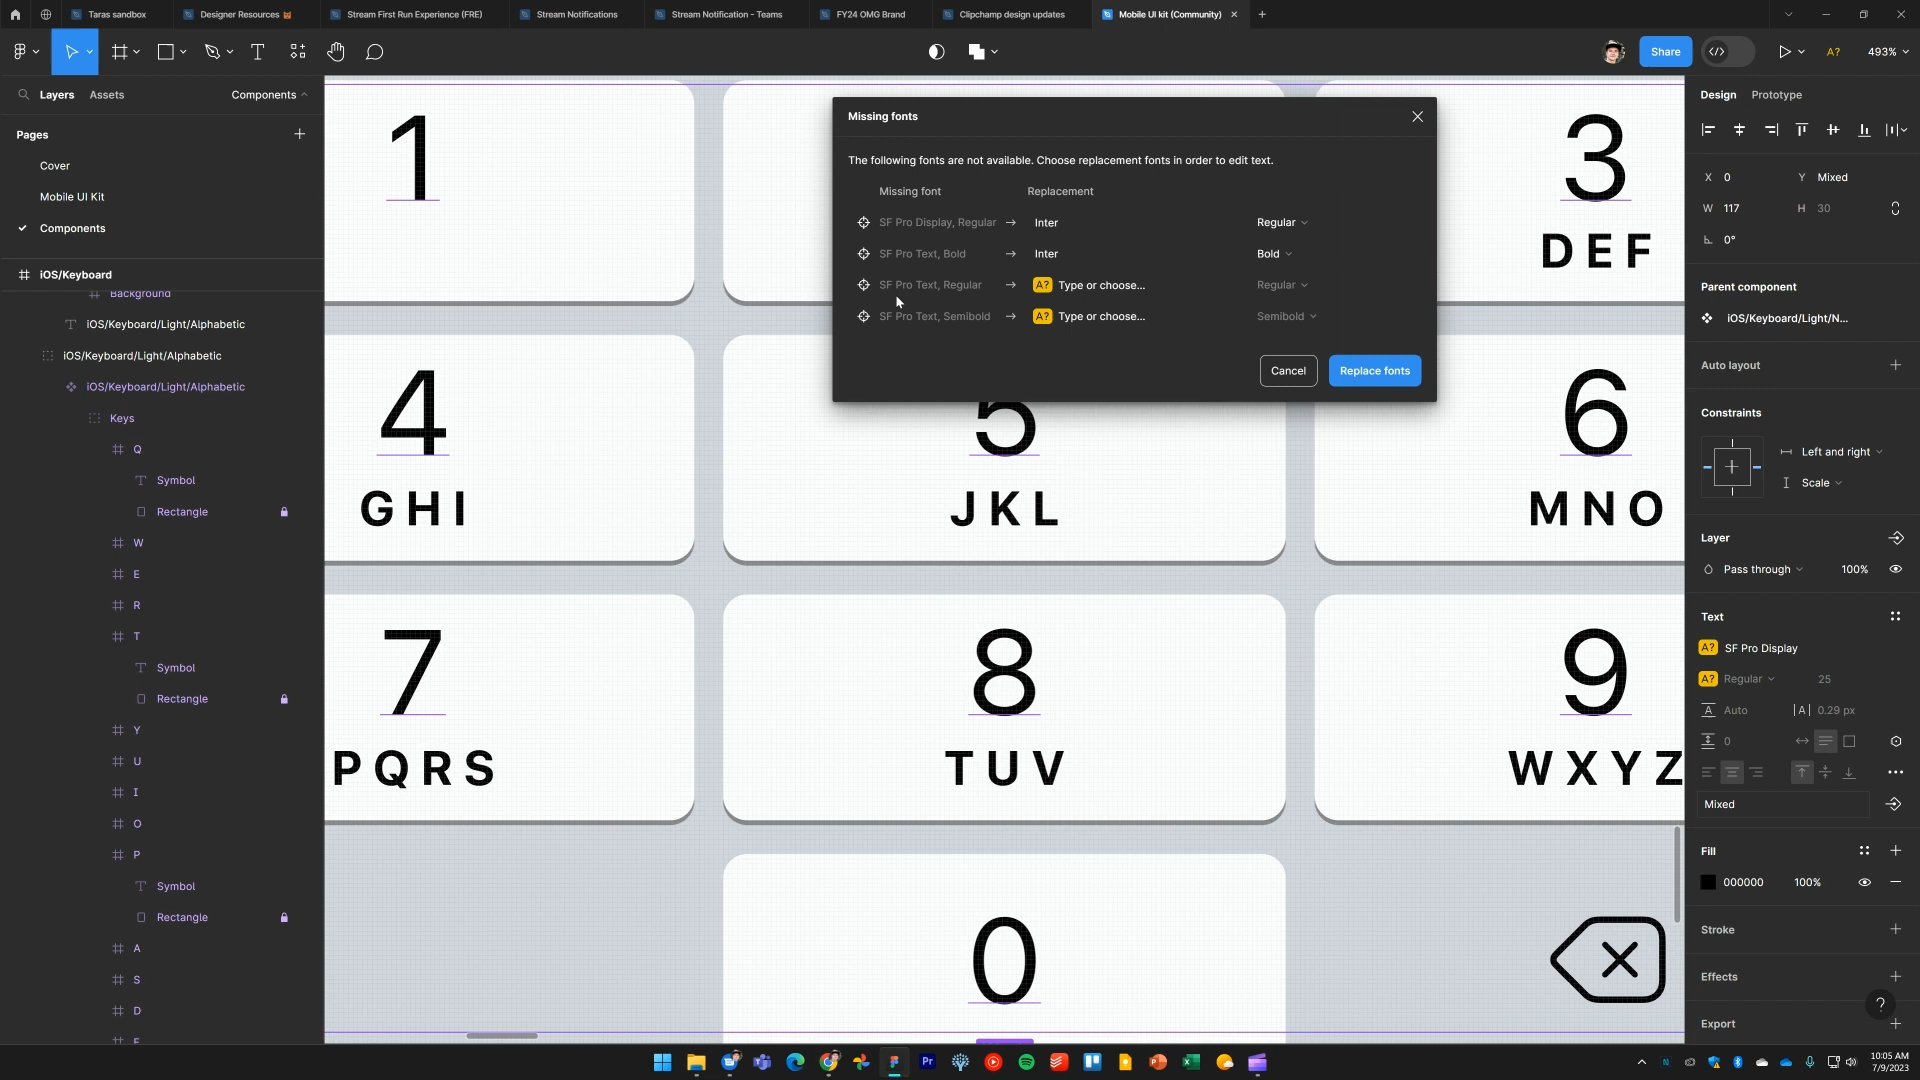 Taras sandbox
Designer Resources
Stream First Run Experience (FRE)
Stream Notifications
Stream Notification - Teams
FY24 OMG Brand
Clipchamp design updates
Mobile UI kit (Community)
Share
A?
493%
Layers
Assets
Components
Pages
Cover
Mobile UI Kit
Components
iOS/Keyboard
Background
iOS/Keyboard/Light/Alphabetic
iOS/Keyboard/Light/Alphabetic
iOS/Keyboard/Light/Alphabetic
Keys
Q
Symbol
Rectangle
W
E
R
T
Symbol
Rectangle
Y
U
I
O
P
Symbol
Rectangle
A
S
D
F
1
3
DEF
4
GHI
5
JKL
6
MNO
7
PQRS
8
TUV
9
WXYZ
0
Missing fonts
The following fonts are not available. Choose replacement fonts in order to edit text.
Missing font Replacement
SF Pro Display, Regular → Inter Regular
SF Pro Text, Bold → Inter Bold
SF Pro Text, Regular → A? Type or choose... Regular
SF Pro Text, Semibold → A? Type or choose... Semibold
Cancel
Replace fonts
Design
Prototype
X 0 Y Mixed
W 117 H 30
0°
Parent component
iOS/Keyboard/Light/N...
Auto layout
Constraints
Left and right
Scale
Layer
Pass through 100%
Text
A? SF Pro Display
A? Regular 25
A Auto |A| 0.29 px
0
Mixed
Fill
000000 100%
Stroke
Effects
?
Export
Pr
10:05 AM
7/9/2023